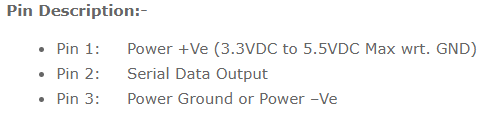 Pin Description:-
• Pin 1: Power +Ve (3.3VDC to 5.5VDC Max wrt. GND)
• Pin 2: Serial Data Output
• Pin 3: Power Ground or Power –Ve